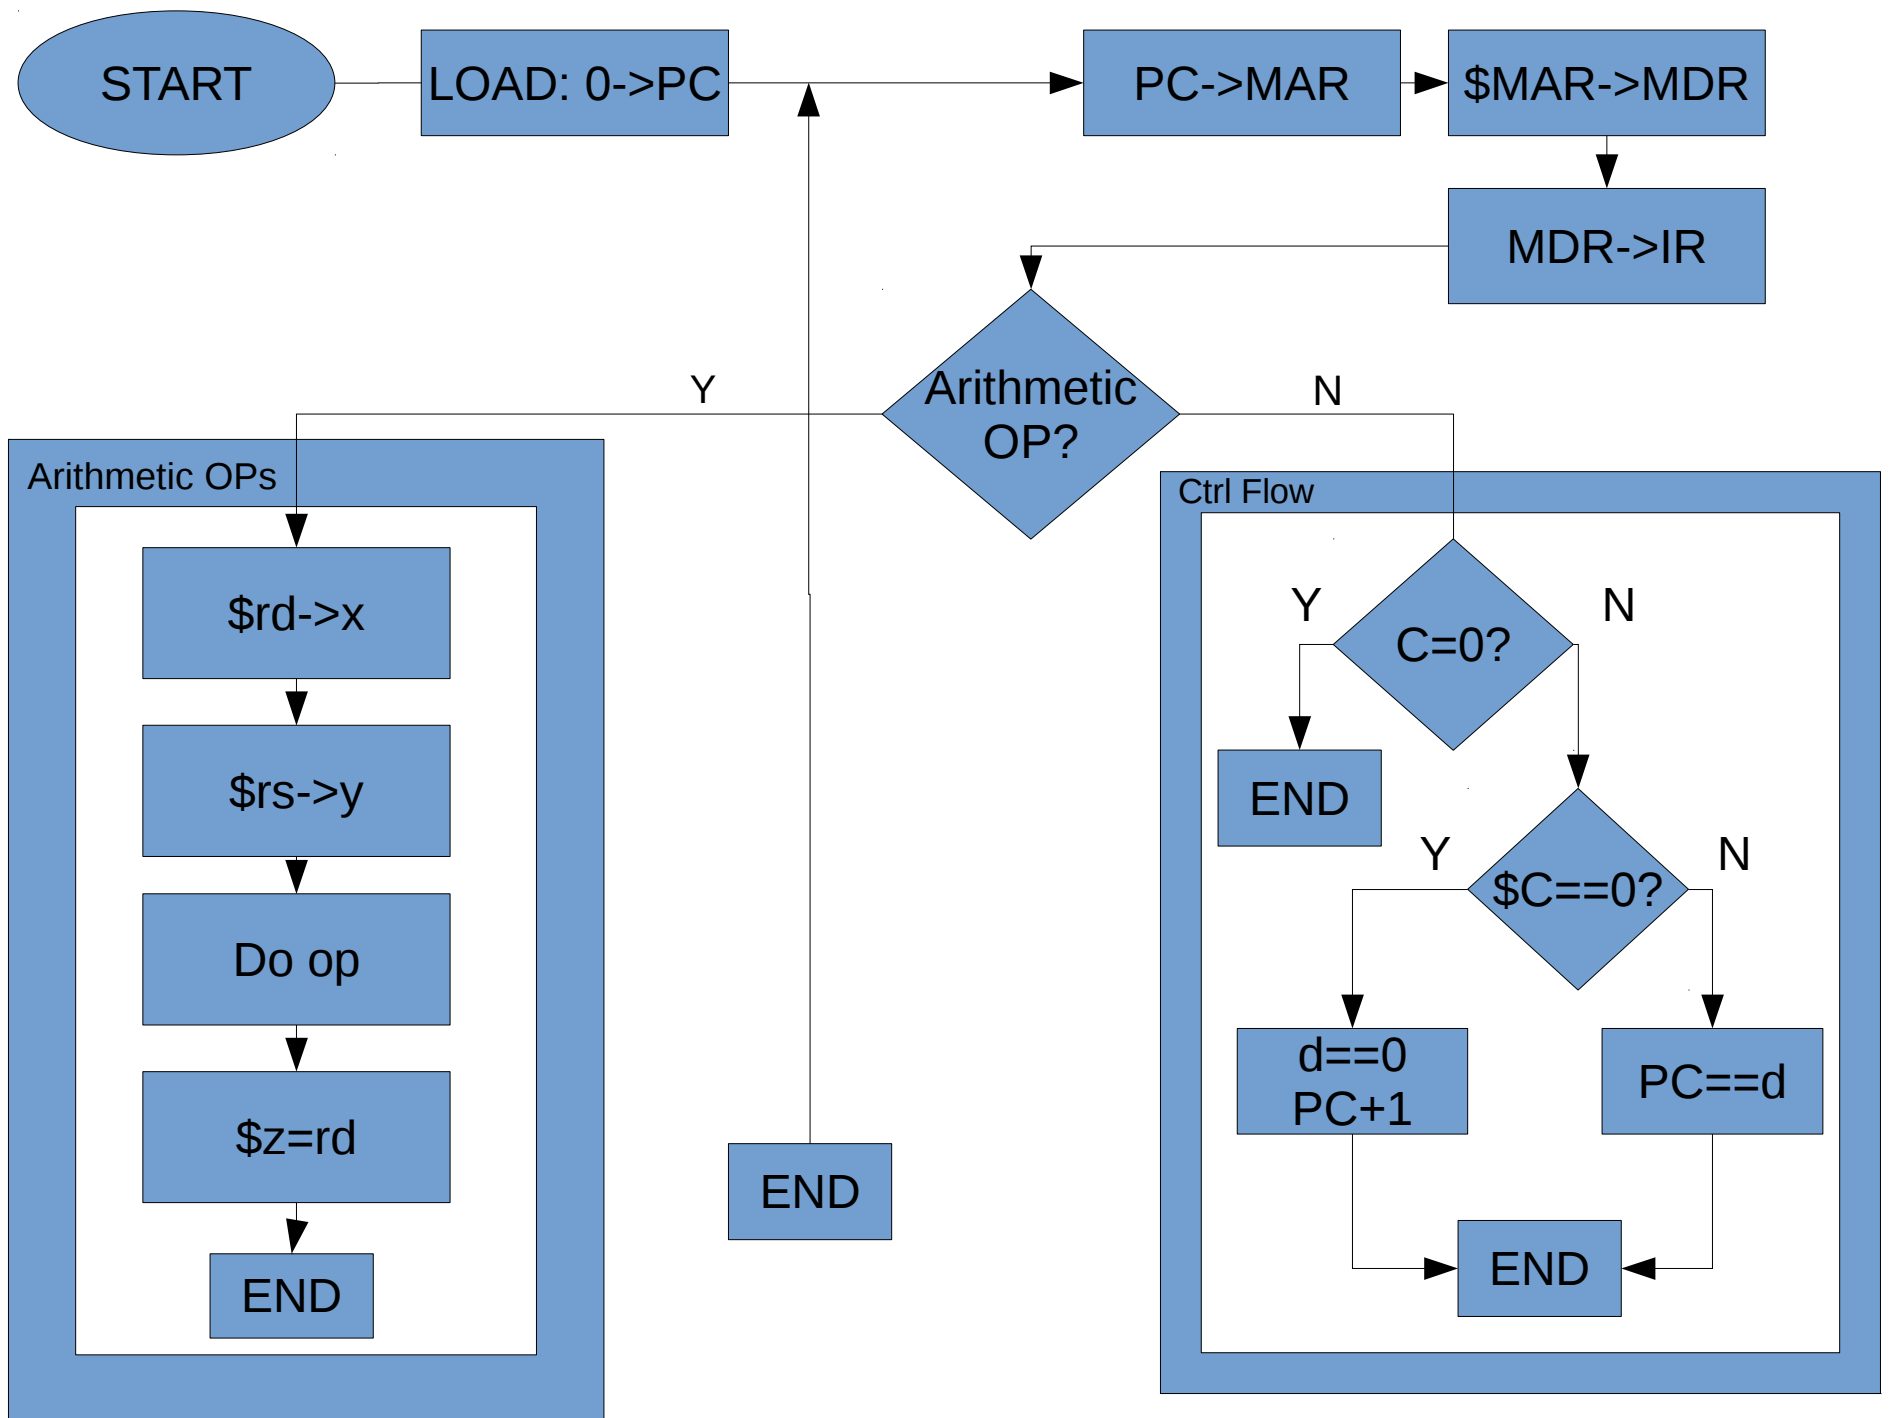 START
LOAD: 0->PC
PC->MAR
$MAR->MDR
MDR->IR
Arithmetic
OP?
Y
N
Arithmetic OPs
$rd->x
$rs->y
Do op
$z=rd
END
END
Ctrl Flow
C=0?
Y
N
END
$C==0?
Y
N
d==0
PC+1
PC==d
END